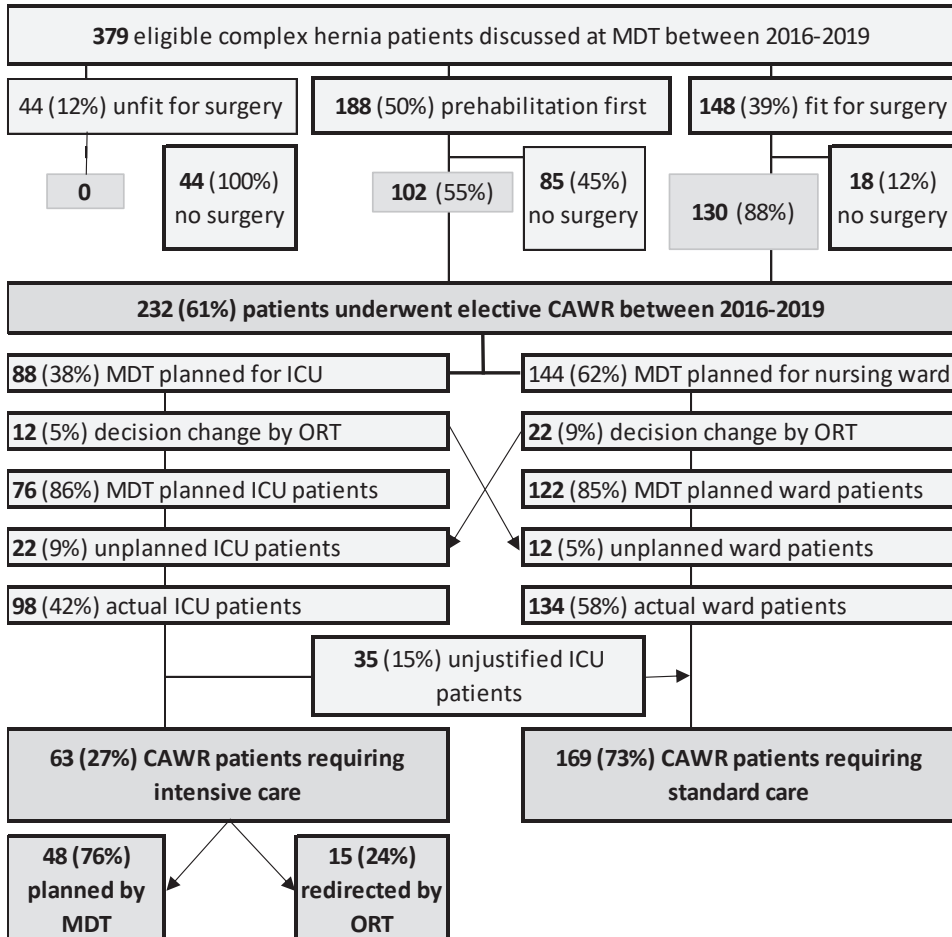 379 eligible complex hernia patients discussed at MDT between 2016-2019
44 (12%) unfit for surgery
188 (50%) prehabilitation first
148 (39%) fit for surgery
0
44 (100%)
no surgery
102 (55%)
85 (45%)
no surgery
130 (88%)
18 (12%)
no surgery
232 (61%) patients underwent elective CAWR between 2016-2019
88 (38%) MDT planned for ICU
144 (62%) MDT planned for nursing ward
12 (5%) decision change by ORT
22 (9%) decision change by ORT
76 (86%) MDT planned ICU patients
122 (85%) MDT planned ward patients
22 (9%) unplanned ICU patients
12 (5%) unplanned ward patients
98 (42%) actual ICU patients
134 (58%) actual ward patients
35 (15%) unjustified ICU
patients
63 (27%) CAWR patients requiring
intensive care
169 (73%) CAWR patients requiring
standard care
48 (76%)
planned by
MDT
15 (24%)
redirected by
ORT